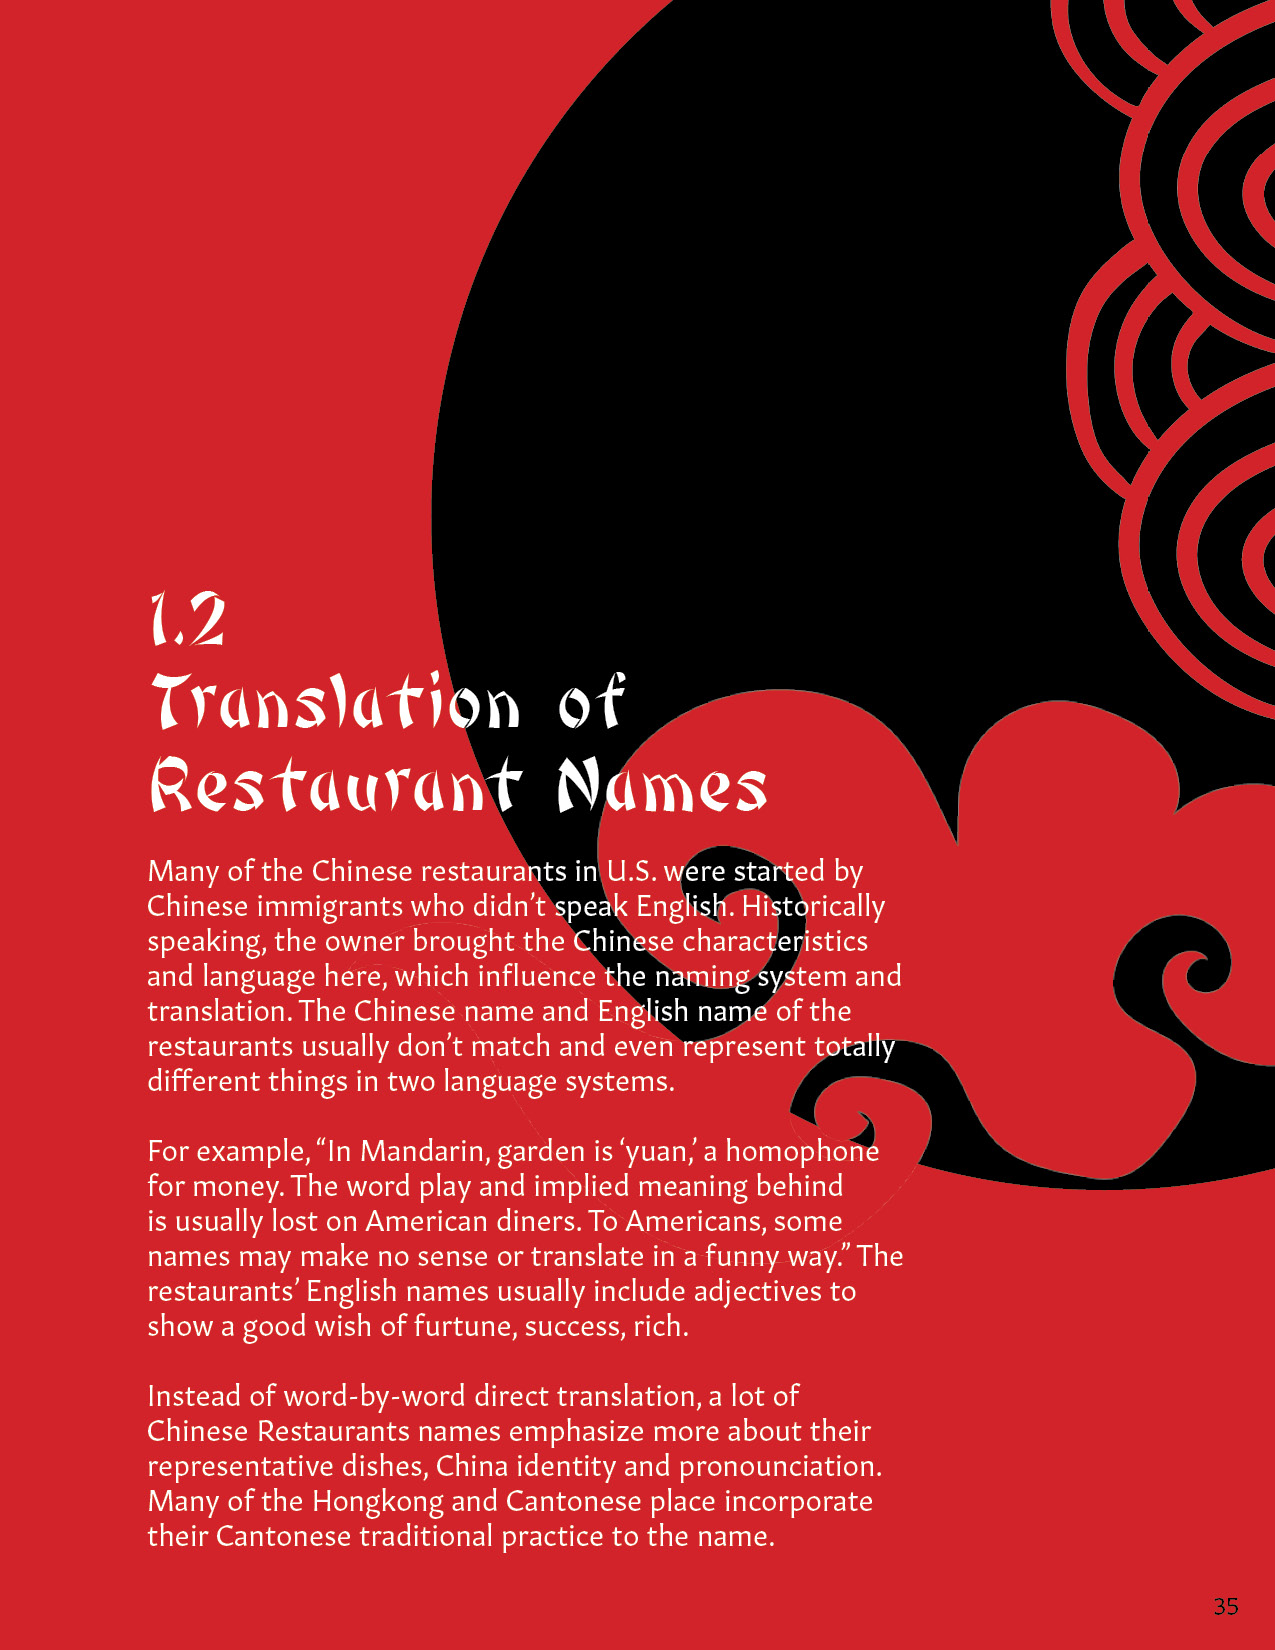 1.2
Translation of
Restaurant Names
Many of the Chinese restaurants in U.S. were started by
Chinese immigrants who didn’t speak English. Historically
speaking, the owner brought the Chinese characteristics
and language here, which influence the naming system and
translation. The Chinese name and English name of the
restaurants usually don’t match and even represent totally
different things in two language systems.
For example, “In Mandarin, garden is ‘yuan,’ a homophone
for money. The word play and implied meaning behind
is usually lost on American diners. To Americans, some
names may make no sense or translate in a funny way.” The
restaurants’ English names usually include adjectives to
show a good wish of furtune, success, rich.
Instead of word-by-word direct translation, a lot of
Chinese Restaurants names emphasize more about their
representative dishes, China identity and pronounciation.
Many of the Hongkong and Cantonese place incorporate
their Cantonese traditional practice to the name.
35